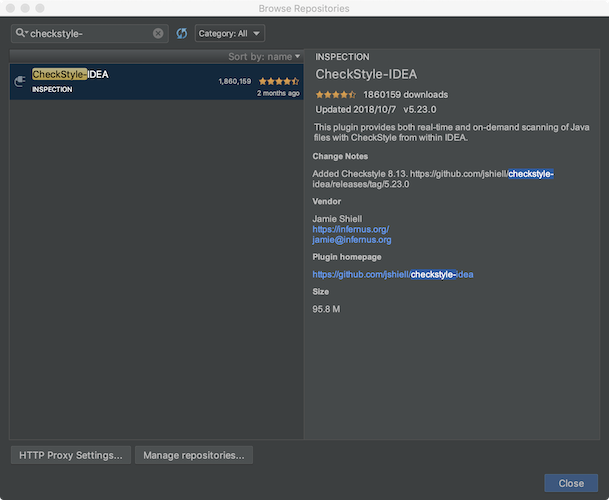 Browse Repositories
checkstyle-
Category: All
Sort by: name
CheckStyle-IDEA
INSPECTION
1,860,159
2 months ago
INSPECTION
CheckStyle-IDEA
1860159 downloads
Updated 2018/10/7 v5.23.0
This plugin provides both real-time and on-demand scanning of Java
files with CheckStyle from within IDEA.
Change Notes
Added Checkstyle 8.13. https://github.com/jshiell/checkstyle-
idea/releases/tag/5.23.0
Vendor
Jamie Shiell
https://infernus.org/
jamie@infernus.org
Plugin homepage
https://github.com/jshiell/checkstyle-idea
Size
95.8 M
HTTP Proxy Settings...
Manage repositories...
Close